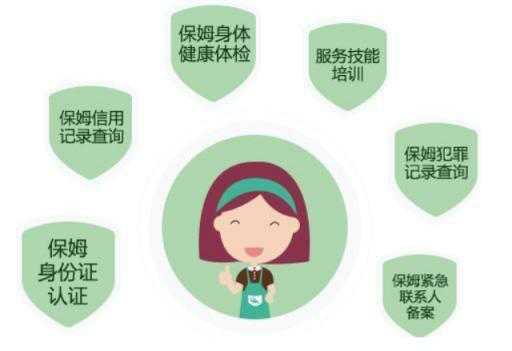 保姆身体
健康体检
服务技能
培训
保姆信用
记录查询
保姆犯罪
记录查询
保姆
身份证
认证
保姆紧急
联系人
备案